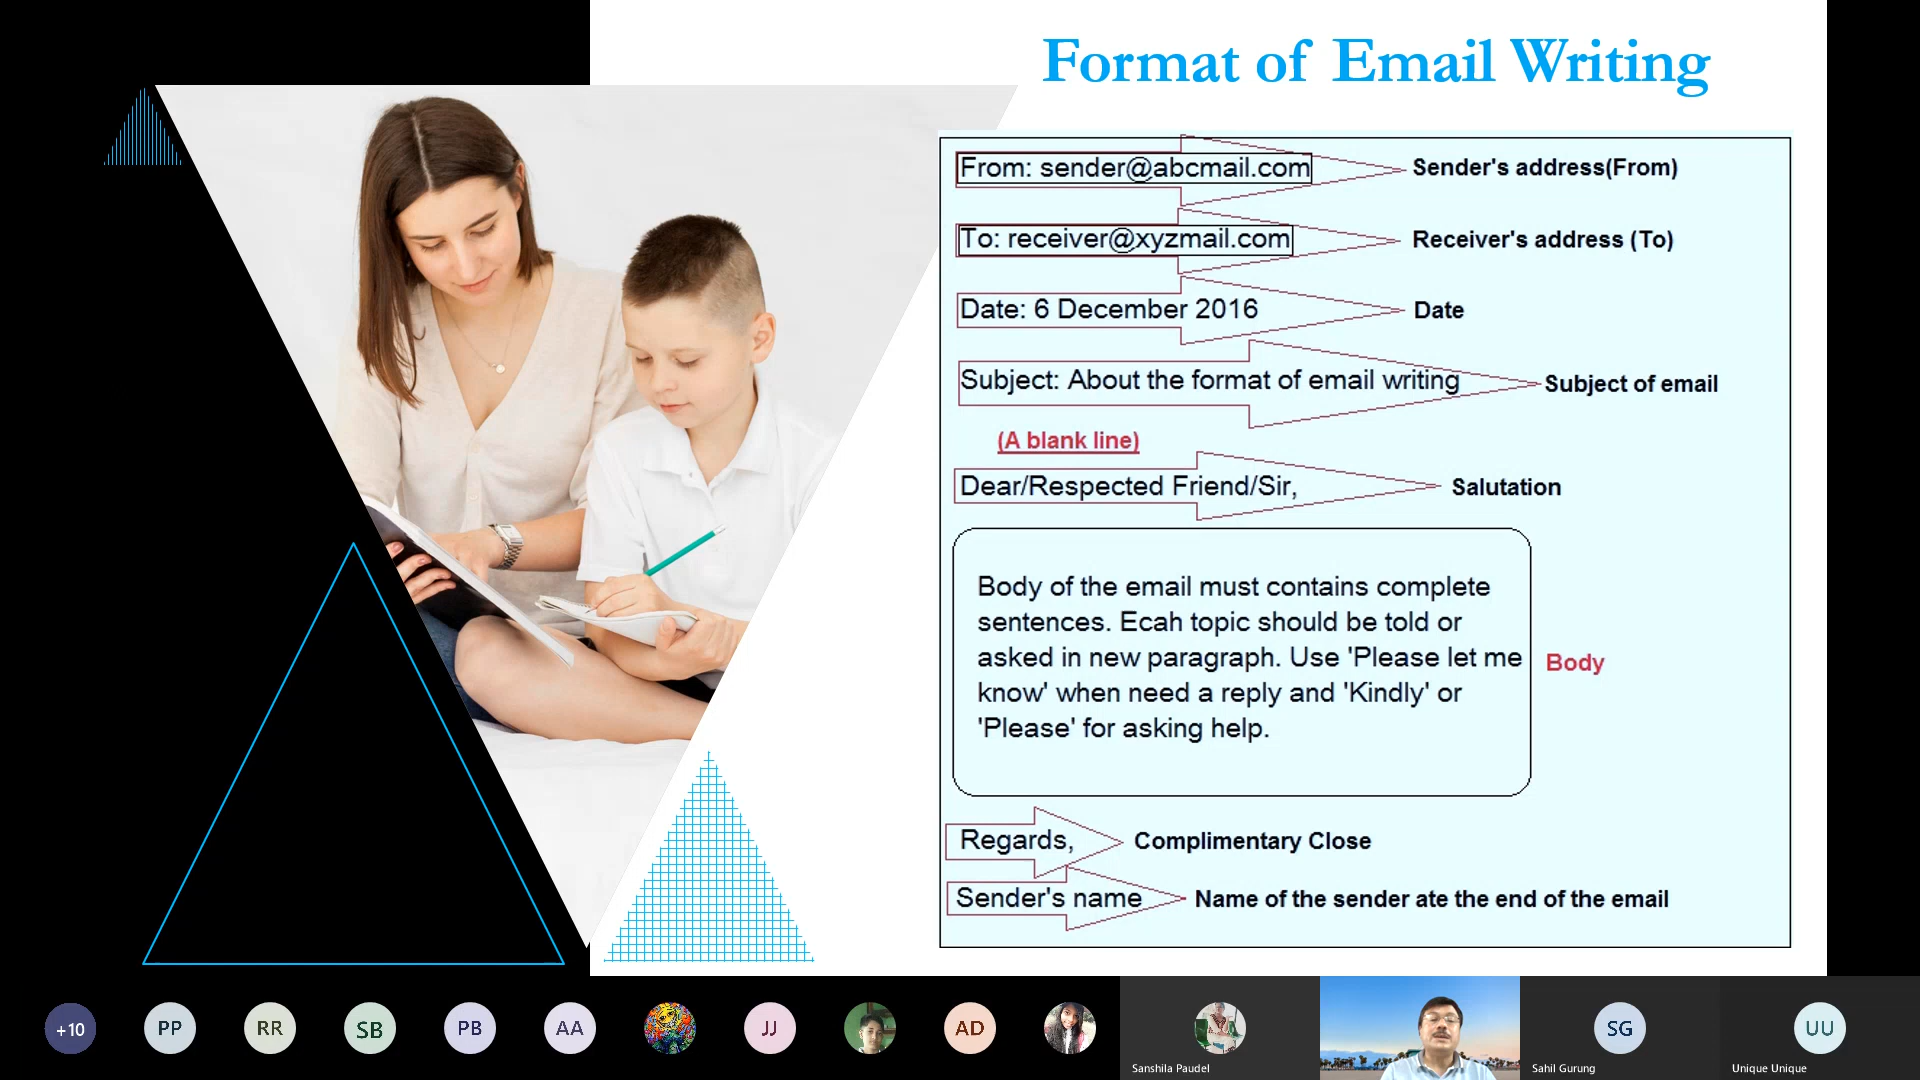 Format of Email Writing
From: sender@abcmail.com
Sender's address(From)
To: receiver@xyzmail.com
Receiver's address (To)
Date: 6 December 2016
Date
Subject: About the format of email writing
Subject of email
(A blank line)
Dear/Respected Friend/Sir,
Salutation
Body of the email must contains complete
sentences. Ecah topic should be told or
asked in new paragraph. Use 'Please let me
know' when need a reply and 'Kindly' or
'Please' for asking help.
Body
Regards,
Complimentary Close
Sender's name
Name of the sender ate the end of the email
+10
PP
RR
SB
PB
AA
JJ
AD
Sanshila Paudel
SG
Sahil Gurung
UU
Unique Unique